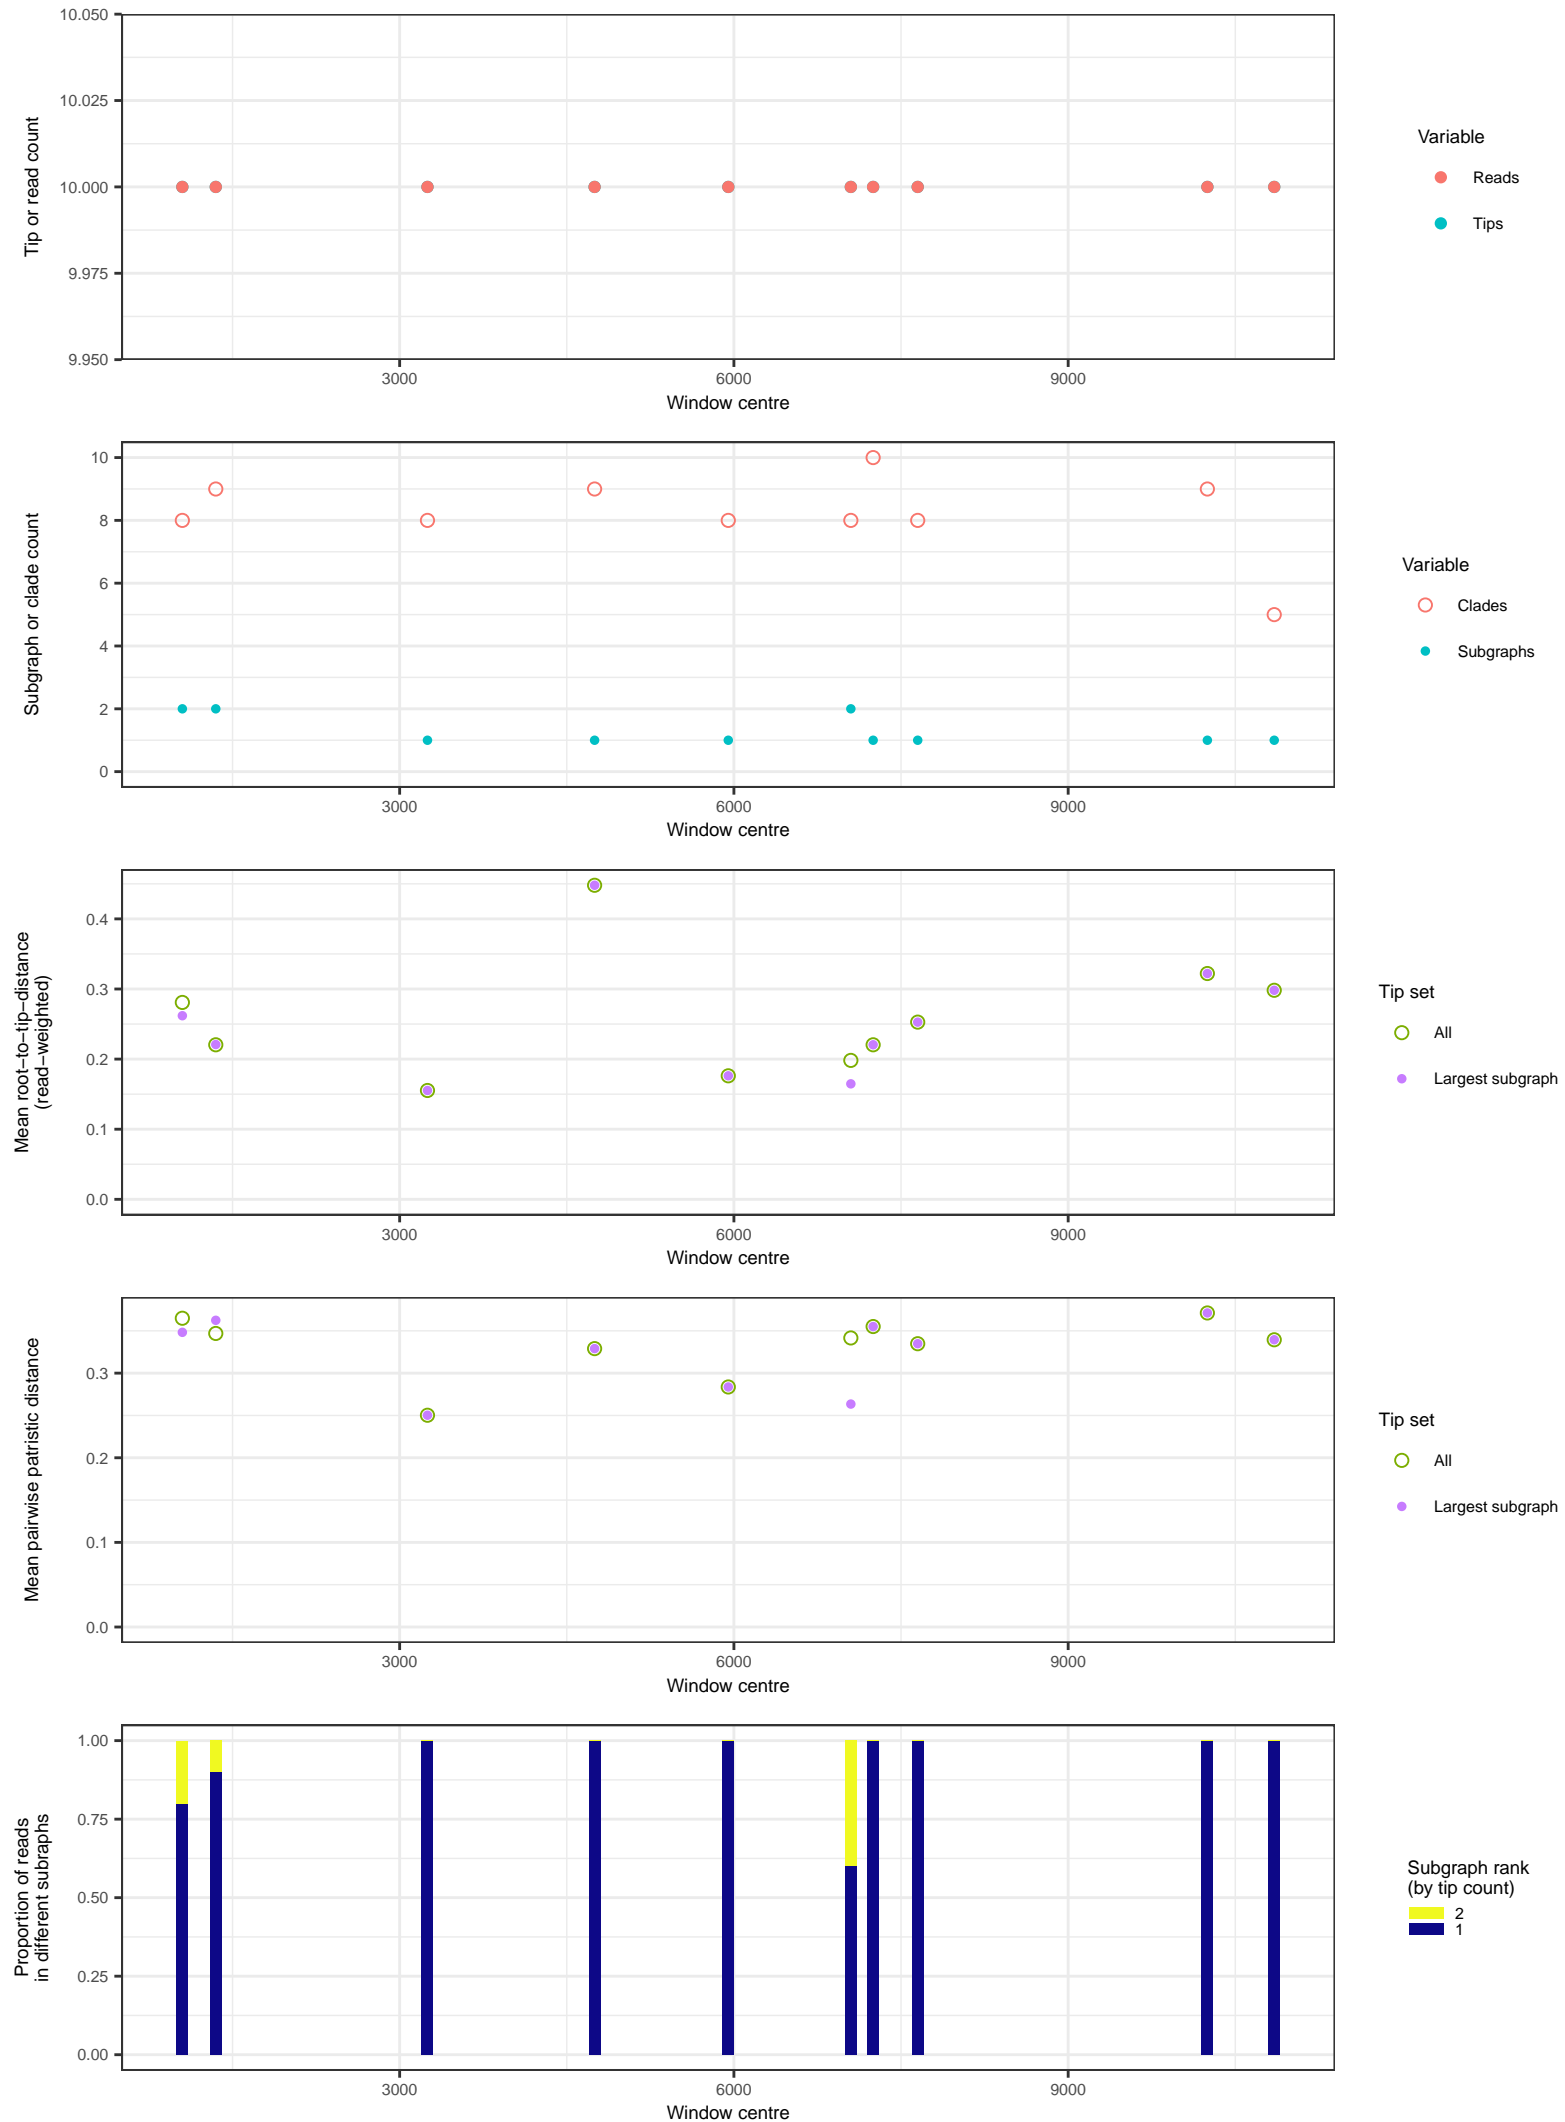 10.050
10.025
10.000
9.975
9.950
Tip or read count
3000
6000
9000
Window centre
Variable
Reads
Tips
10
8
6
4
2
0
Subgraph or clade count
3000
6000
9000
Window centre
Variable
Clades
Subgraphs
0.4
0.3
0.2
0.1
0.0
Mean root−to−tip−distance
(read−weighted)
3000
6000
9000
Window centre
Tip set
All
Largest subgraph
0.3
0.2
0.1
0.0
Mean pairwise patristic distance
3000
6000
9000
Window centre
Tip set
All
Largest subgraph
1.00
0.75
0.50
0.25
0.00
Proportion of reads
in different subraphs
3000
6000
9000
Window centre
Subgraph rank
(by tip count)
2
1